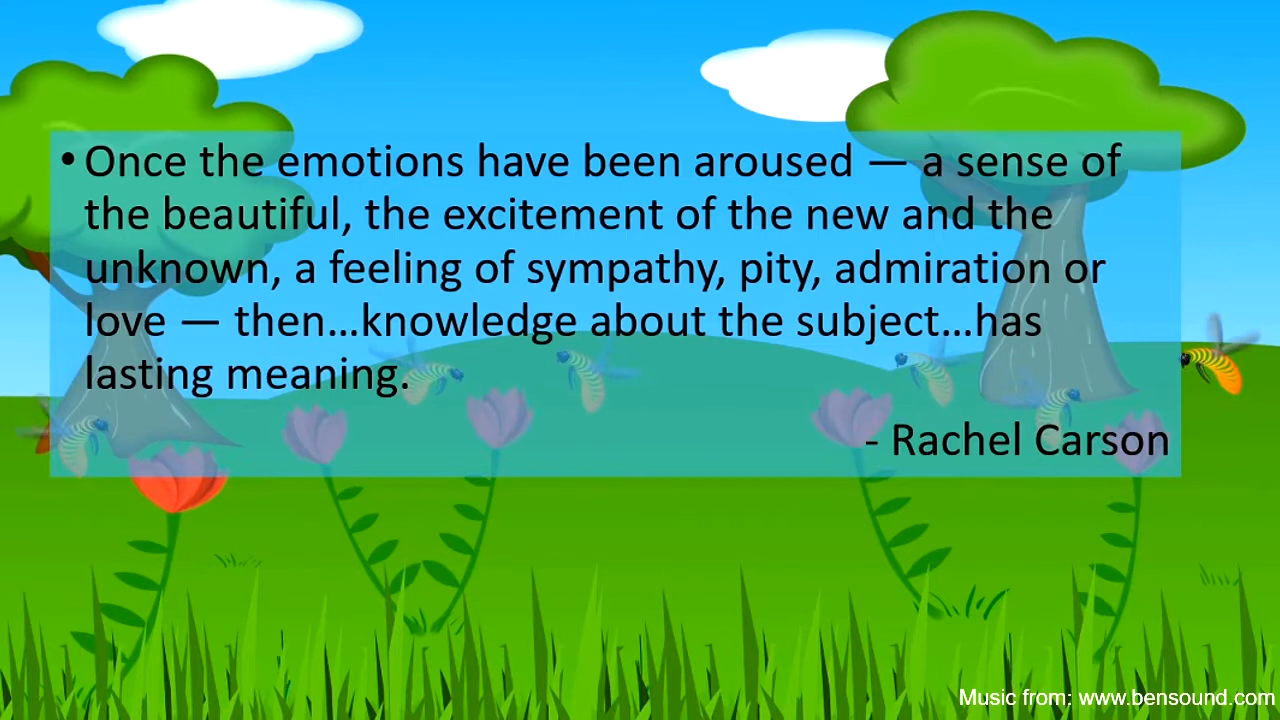 • Once the emotions have been aroused — a sense of
the beautiful, the excitement of the new and the
unknown, a feeling of sympathy, pity, admiration or
love — then…knowledge about the subject…has
lasting meaning.
- Rachel Carson
Music from: www.bensound.com